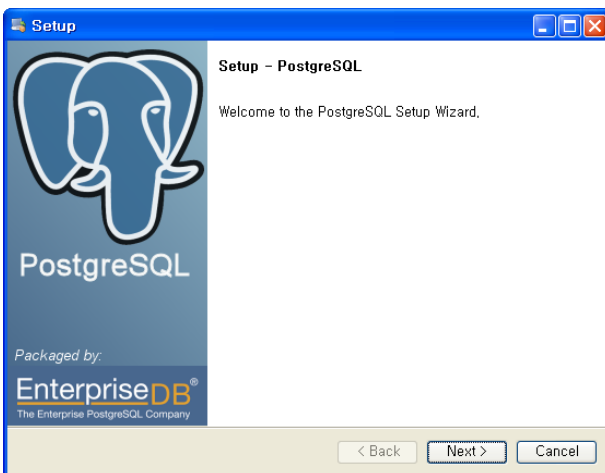 Setup
Setup - PostgreSQL
Welcome to the PostgreSQL Setup Wizard.
PostgreSQL
Packaged by:
EnterpriseDB®
The Enterprise PostgreSQL Company
< Back
Next >
Cancel